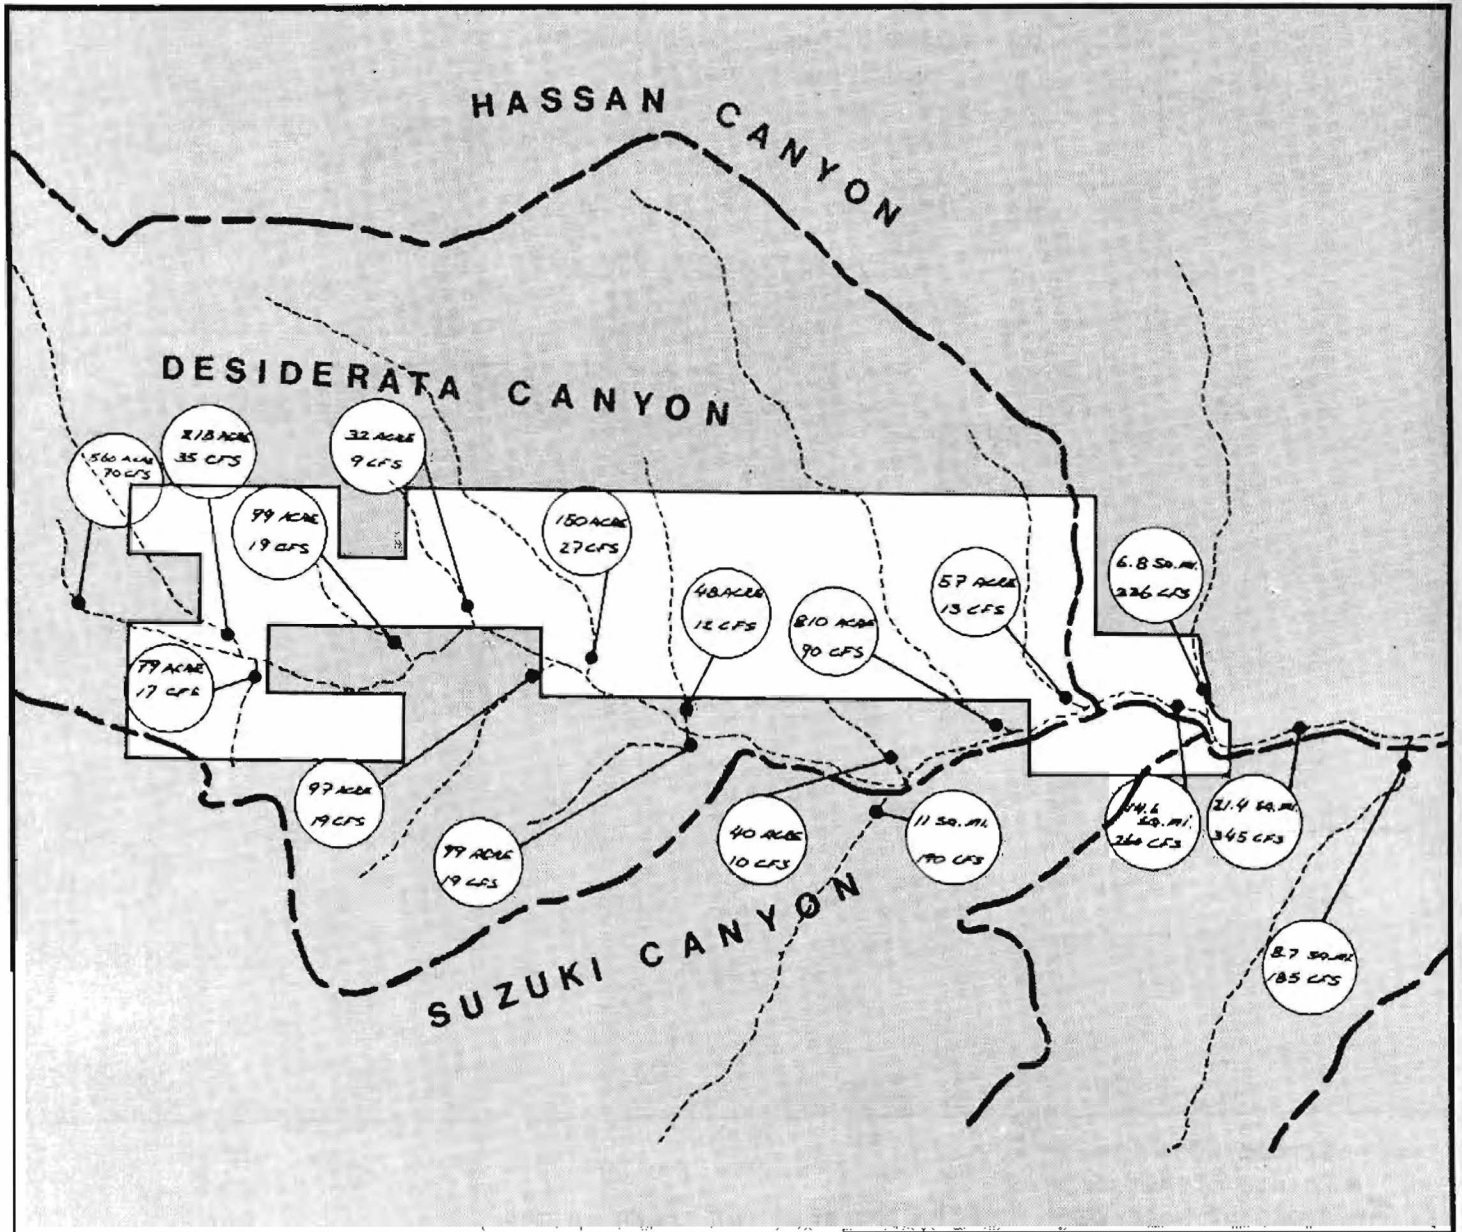 HASSAN CANYON
DESIDERATA CANYON
560 ACRE
70 CFS
218 ACRE
35 CFS
32 ACRE
9 CFS
99 ACRE
19 CFS
150 ACRE
27 CFS
48 ACRE
12 CFS
810 ACRE
90 CFS
57 ACRE
13 CFS
6.8 SQ. MI.
226 CFS
79 ACRE
17 CFS
97 ACRE
19 CFS
99 ACRE
19 CFS
40 ACRE
10 CFS
11 SQ. MI.
190 CFS
14.6
SQ. MI.
260 CFS
21.4 SQ. MI.
345 CFS
8.7 SQ. MI.
185 CFS
SUZUKI CANYON